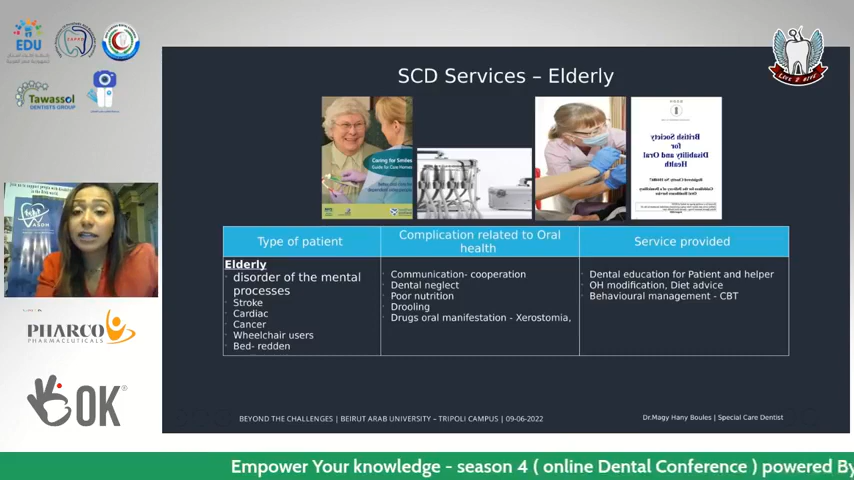 EDU
Tawassol
DENTISTS GROUP
PHARCO
PHARMACEUTICALS
OK®
SCD Services – Elderly
Caring for Smiles
Guide for Care Homes
British Society
for
Disability and Oral
Health
Type of patient
Complication related to Oral
health
Service provided
Elderly
disorder of the mental
processes
Stroke
Cardiac
Cancer
Wheelchair users
Bed- redden
Communication- cooperation
Dental neglect
Poor nutrition
Drooling
Drugs oral manifestation - Xerostomia,
Dental education for Patient and helper
OH modification, Diet advice
Behavioural management - CBT
BEYOND THE CHALLENGES | BEIRUT ARAB UNIVERSITY – TRIPOLI CAMPUS | 09-06-2022
Dr.Magy Hany Boules | Special Care Dentist
Empower Your knowledge - season 4 ( online Dental Conference ) powered By